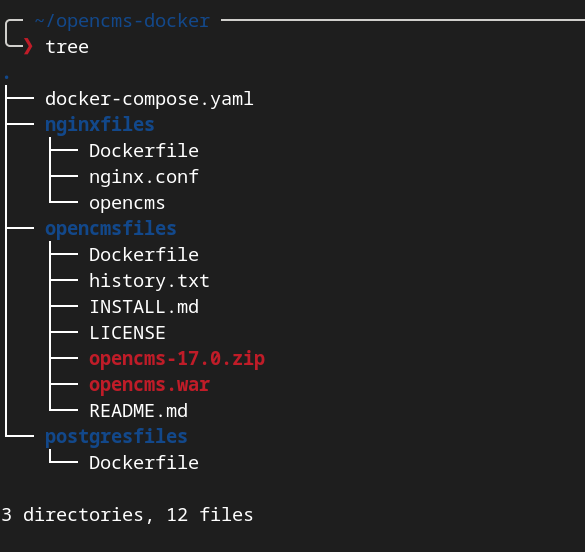 ~/opencms-docker
❯ tree
.
├── docker-compose.yaml
├── nginxfiles
│   ├── Dockerfile
│   ├── nginx.conf
│   └── opencms
├── opencmsfiles
│   ├── Dockerfile
│   ├── history.txt
│   ├── INSTALL.md
│   ├── LICENSE
│   ├── opencms-17.0.zip
│   ├── opencms.war
│   └── README.md
└── postgresfiles
    └── Dockerfile

3 directories, 12 files